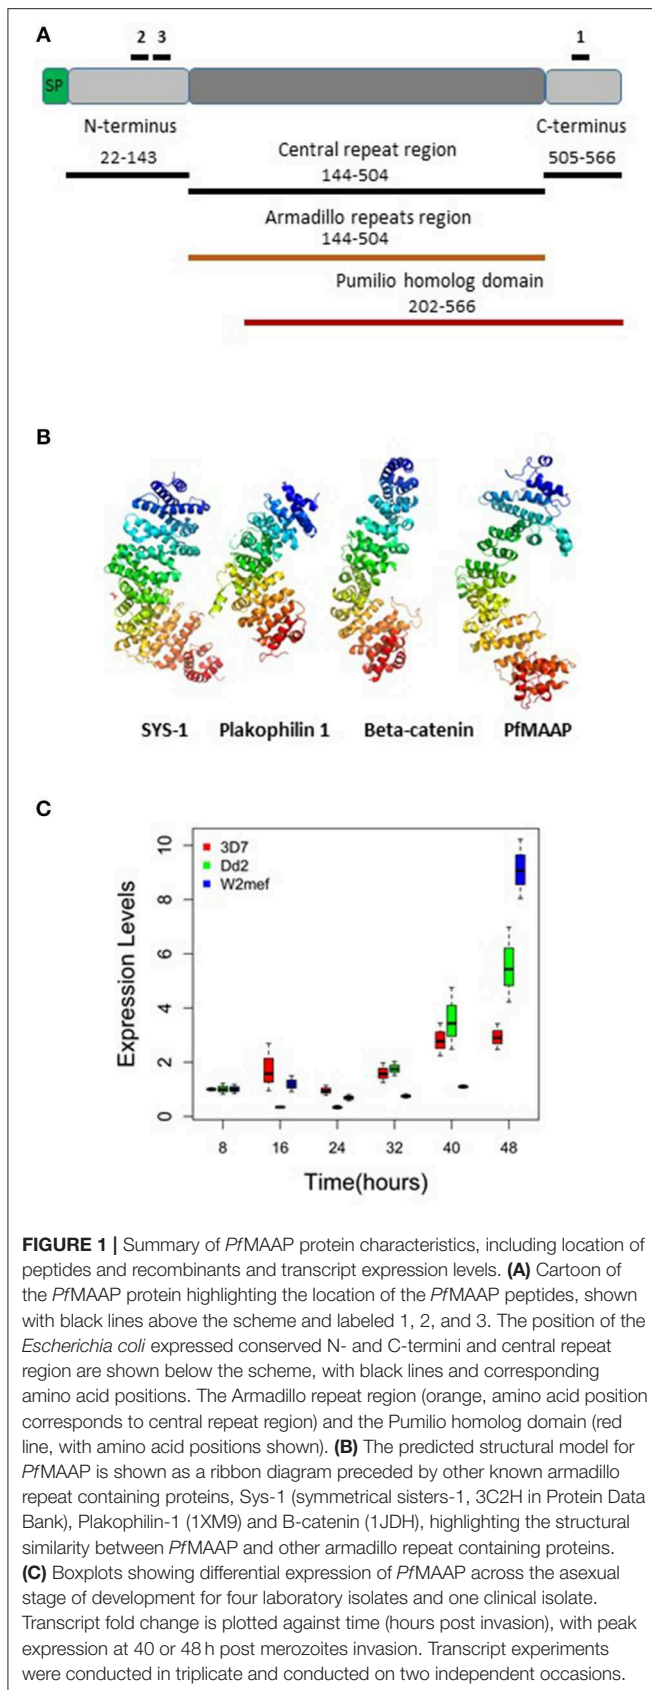 A
2 3 1
SP
N-terminus C-terminus
22-143 Central repeat region 505-566
144-504
Armadillo repeats region
144-504
Pumilio homolog domain
202-566
B
SYS-1 Plakophilin 1 Beta-catenin PfMAAP
C
Expression Levels
10
8
6
4
2
0
3D7
Dd2
W2mef
8 16 24 32 40 48
Time(hours)
FIGURE 1 | Summary of PfMAAP protein characteristics, including location of
peptides and recombinants and transcript expression levels. (A) Cartoon of
the PfMAAP protein highlighting the location of the PfMAAP peptides, shown
with black lines above the scheme and labeled 1, 2, and 3. The position of the
Escherichia coli expressed conserved N- and C-termini and central repeat
region are shown below the scheme, with black lines and corresponding
amino acid positions. The Armadillo repeat region (orange, amino acid position
corresponds to central repeat region) and the Pumilio homolog domain (red
line, with amino acid positions shown). (B) The predicted structural model for
PfMAAP is shown as a ribbon diagram preceded by other known armadillo
repeat containing proteins, Sys-1 (symmetrical sisters-1, 3C2H in Protein Data
Bank), Plakophilin-1 (1XM9) and B-catenin (1JDH), highlighting the structural
similarity between PfMAAP and other armadillo repeat containing proteins.
(C) Boxplots showing differential expression of PfMAAP across the asexual
stage of development for four laboratory isolates and one clinical isolate.
Transcript fold change is plotted against time (hours post invasion), with peak
expression at 40 or 48 h post merozoites invasion. Transcript experiments
were conducted in triplicate and conducted on two independent occasions.